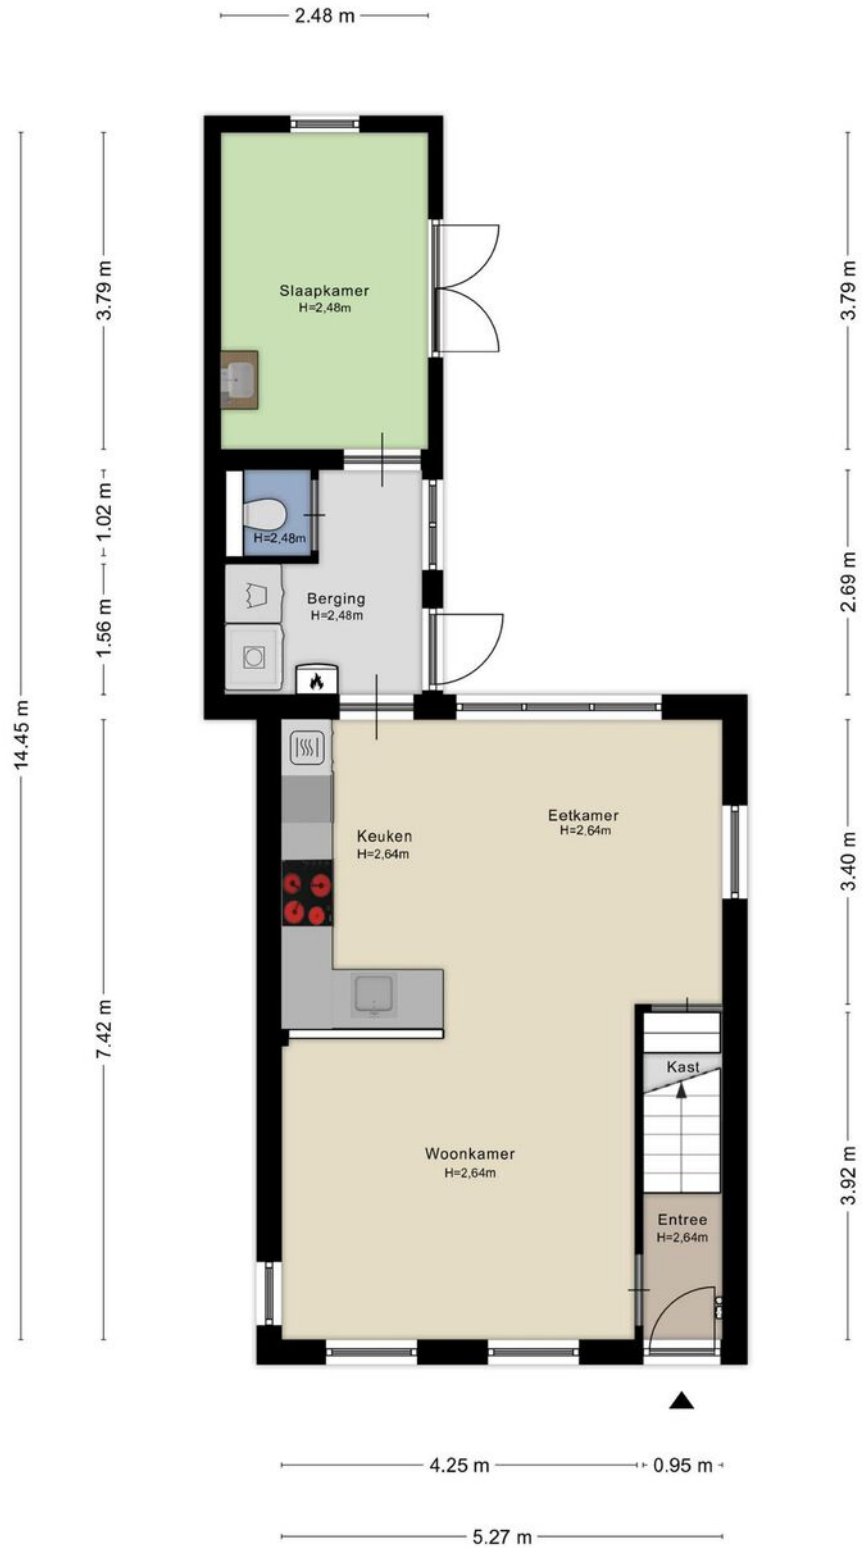 2.48 m
3.79 m
3.79 m
Slaapkamer
H=2,48m
1.02 m
H=2,48m
2.69 m
Berging
H=2,48m
1.56 m
14.45 m
Eetkamer
H=2,64m
Keuken
H=2,64m
3.40 m
7.42 m
Kast
Woonkamer
H=2,64m
3.92 m
Entree
H=2,64m
4.25 m
0.95 m
5.27 m